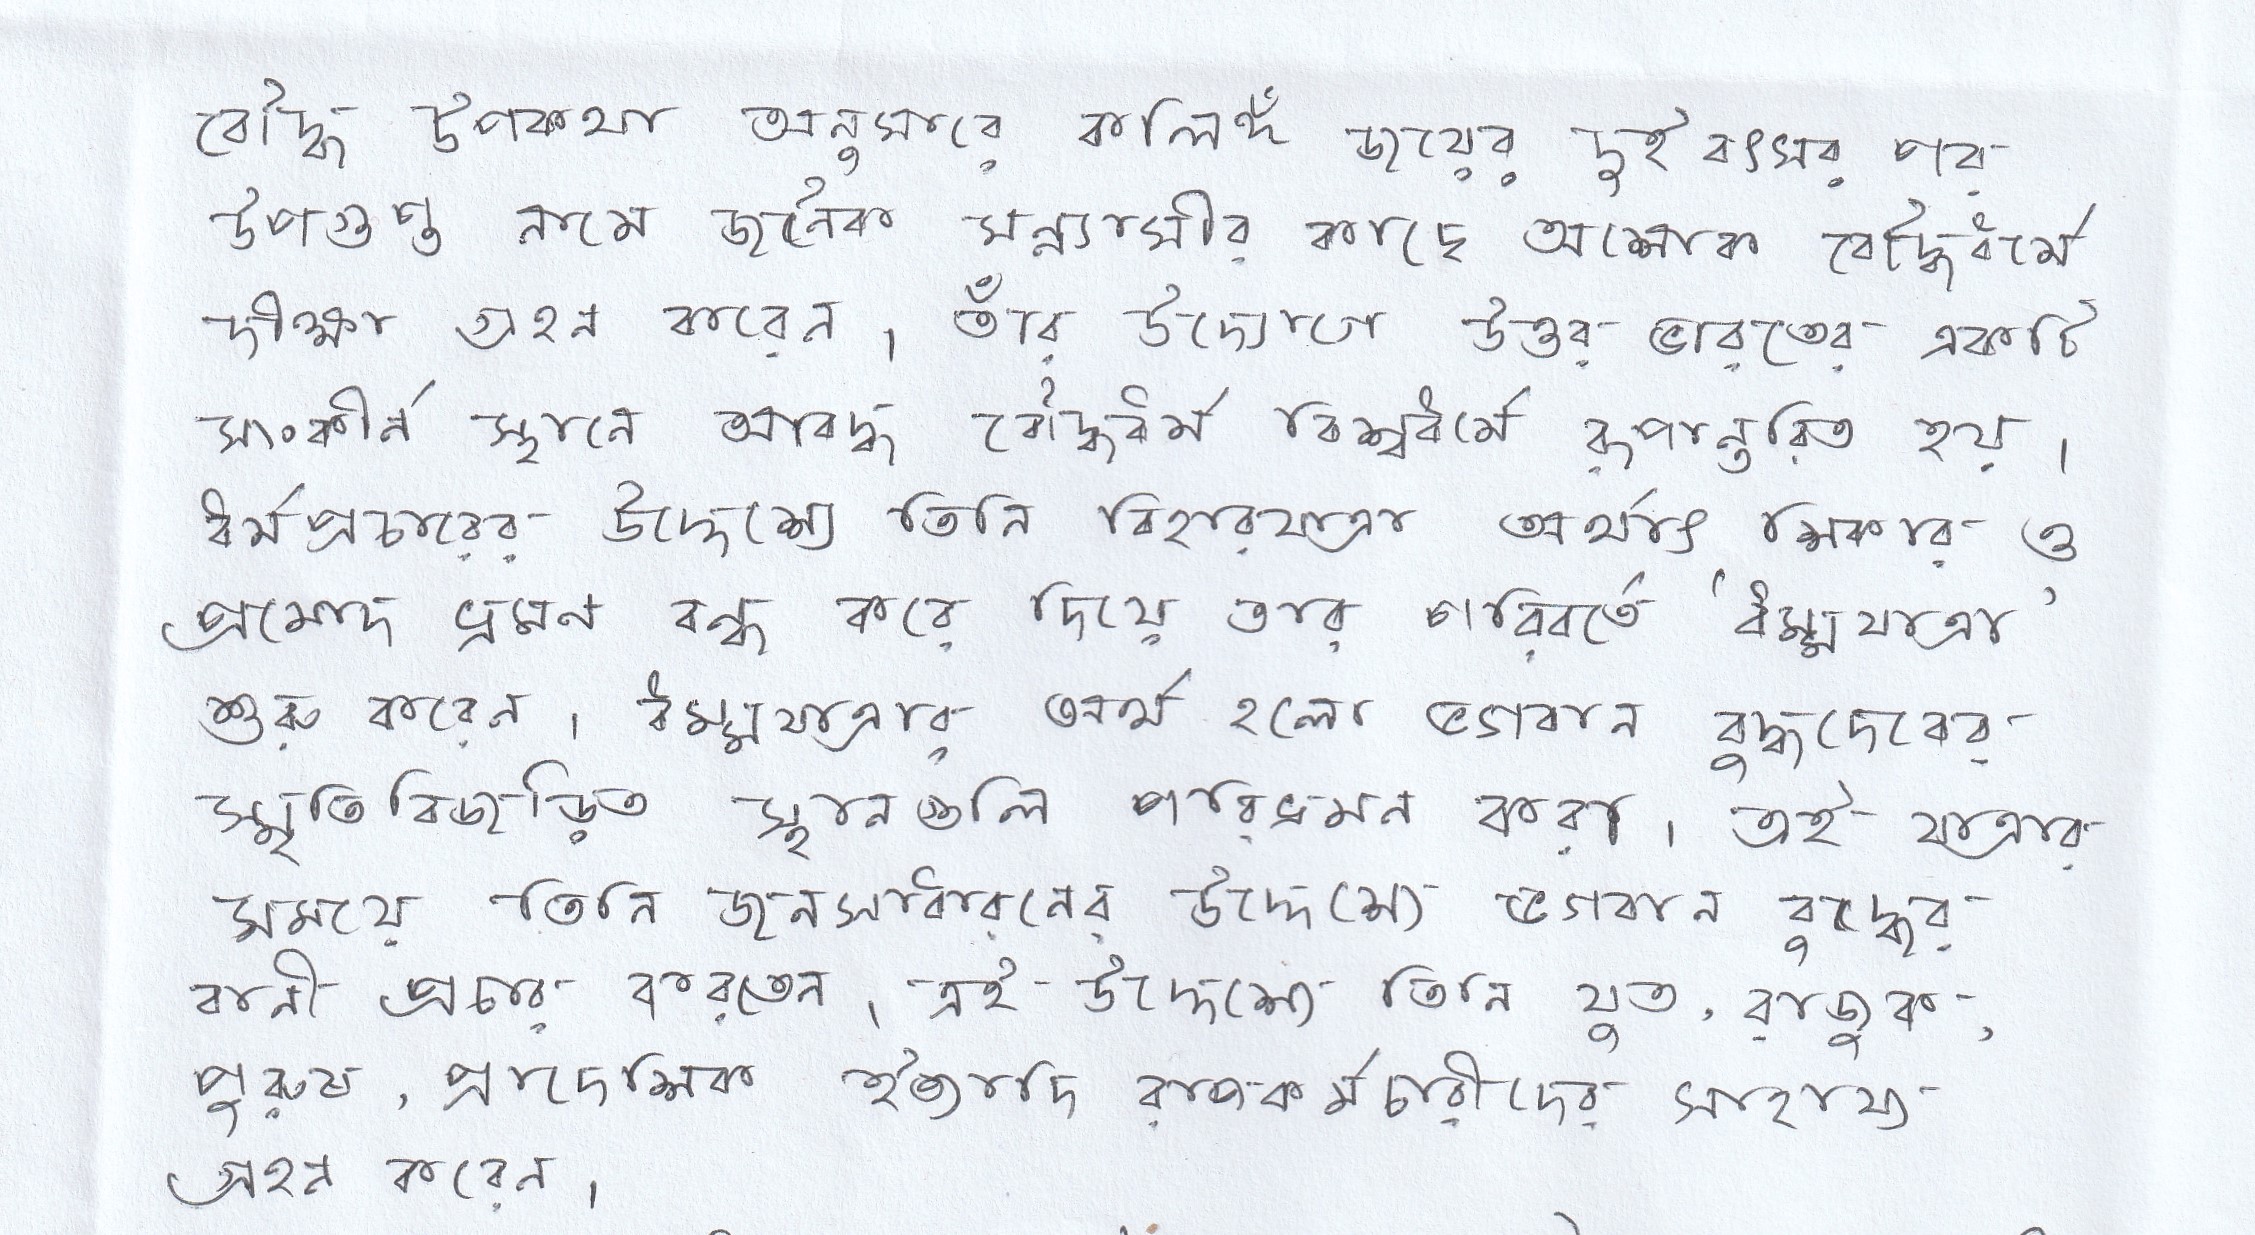 বৌদ্ধ উপকথা অনুসারে কলিঙ্গ জয়ের দুই বৎসর পর
উপগুপ্ত নামে জনৈক সন্ন্যাসীর কাছে অশোক বৌদ্ধধর্মে
দীক্ষা গ্রহন করেন। তাঁর উদ্যোগে উত্তর ভারতের একটি
সংকীর্ন স্থানে আবদ্ধ বৌদ্ধধর্ম বিশ্বধর্মে রূপান্তরিত হয়।
ধর্মপ্রচারের উদ্দেশ্যে তিনি বিহারযাত্রা অর্থাৎ শিকার ও
প্রমোদ ভ্রমন বন্ধ করে দিয়ে তার পরিবর্তে 'ধম্মযাত্রা'
শুরু করেন। ধম্মযাত্রার অর্থ হলো ভগবান বুদ্ধদেবের
স্মৃতিবিজড়িত স্থানগুলি পরিভ্রমন করা। এই যাত্রার
সময়ে তিনি জনসাধারনের উদ্দেশ্যে ভগবান বুদ্ধের
বানী প্রচার করতেন। এই উদ্দেশ্যে তিনি যুত, রাজুক,
পুরুষ, প্রাদেশিক ইত্যাদি রাজকর্মচারীদের সাহায্য
গ্রহন করেন।